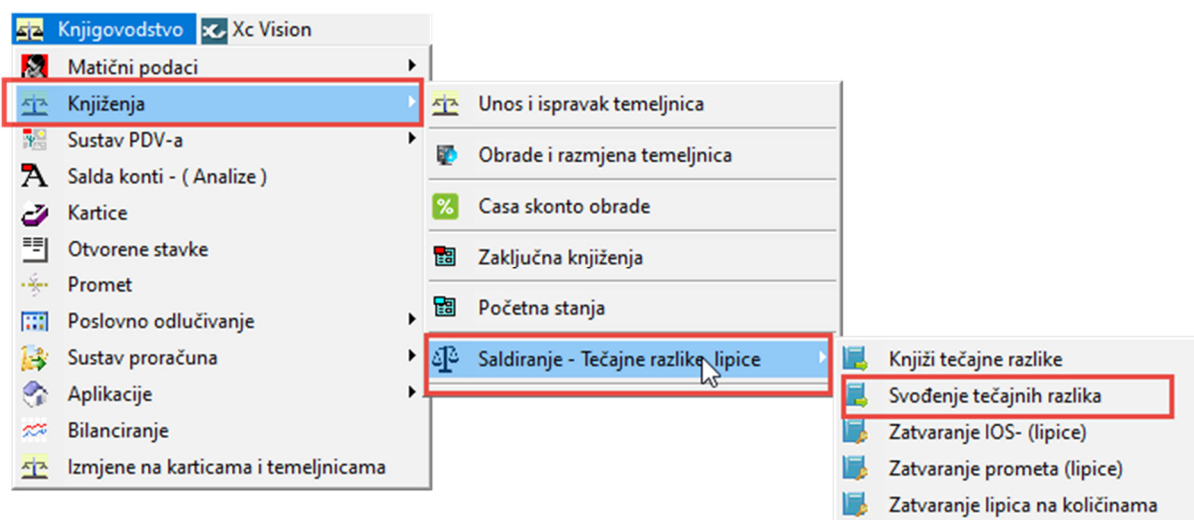 Knjigovodstvo Xc Vision
Matični podaci
Knjiženja
Sustav PDV-a
Salda konti - ( Analize )
Kartice
Otvorene stavke
Promet
Poslovno odlučivanje
Sustav proračuna
Aplikacije
Bilanciranje
Izmjene na karticama i temeljnicama
Unos i ispravak temeljnica
Obrade i razmjena temeljnica
Casa skonto obrade
Zaključna knjiženja
Početna stanja
Saldiranje - Tečajne razlike, lipice
Knjiži tečajne razlike
Svođenje tečajnih razlika
Zatvaranje IOS- (lipice)
Zatvaranje prometa (lipice)
Zatvaranje lipica na količinama